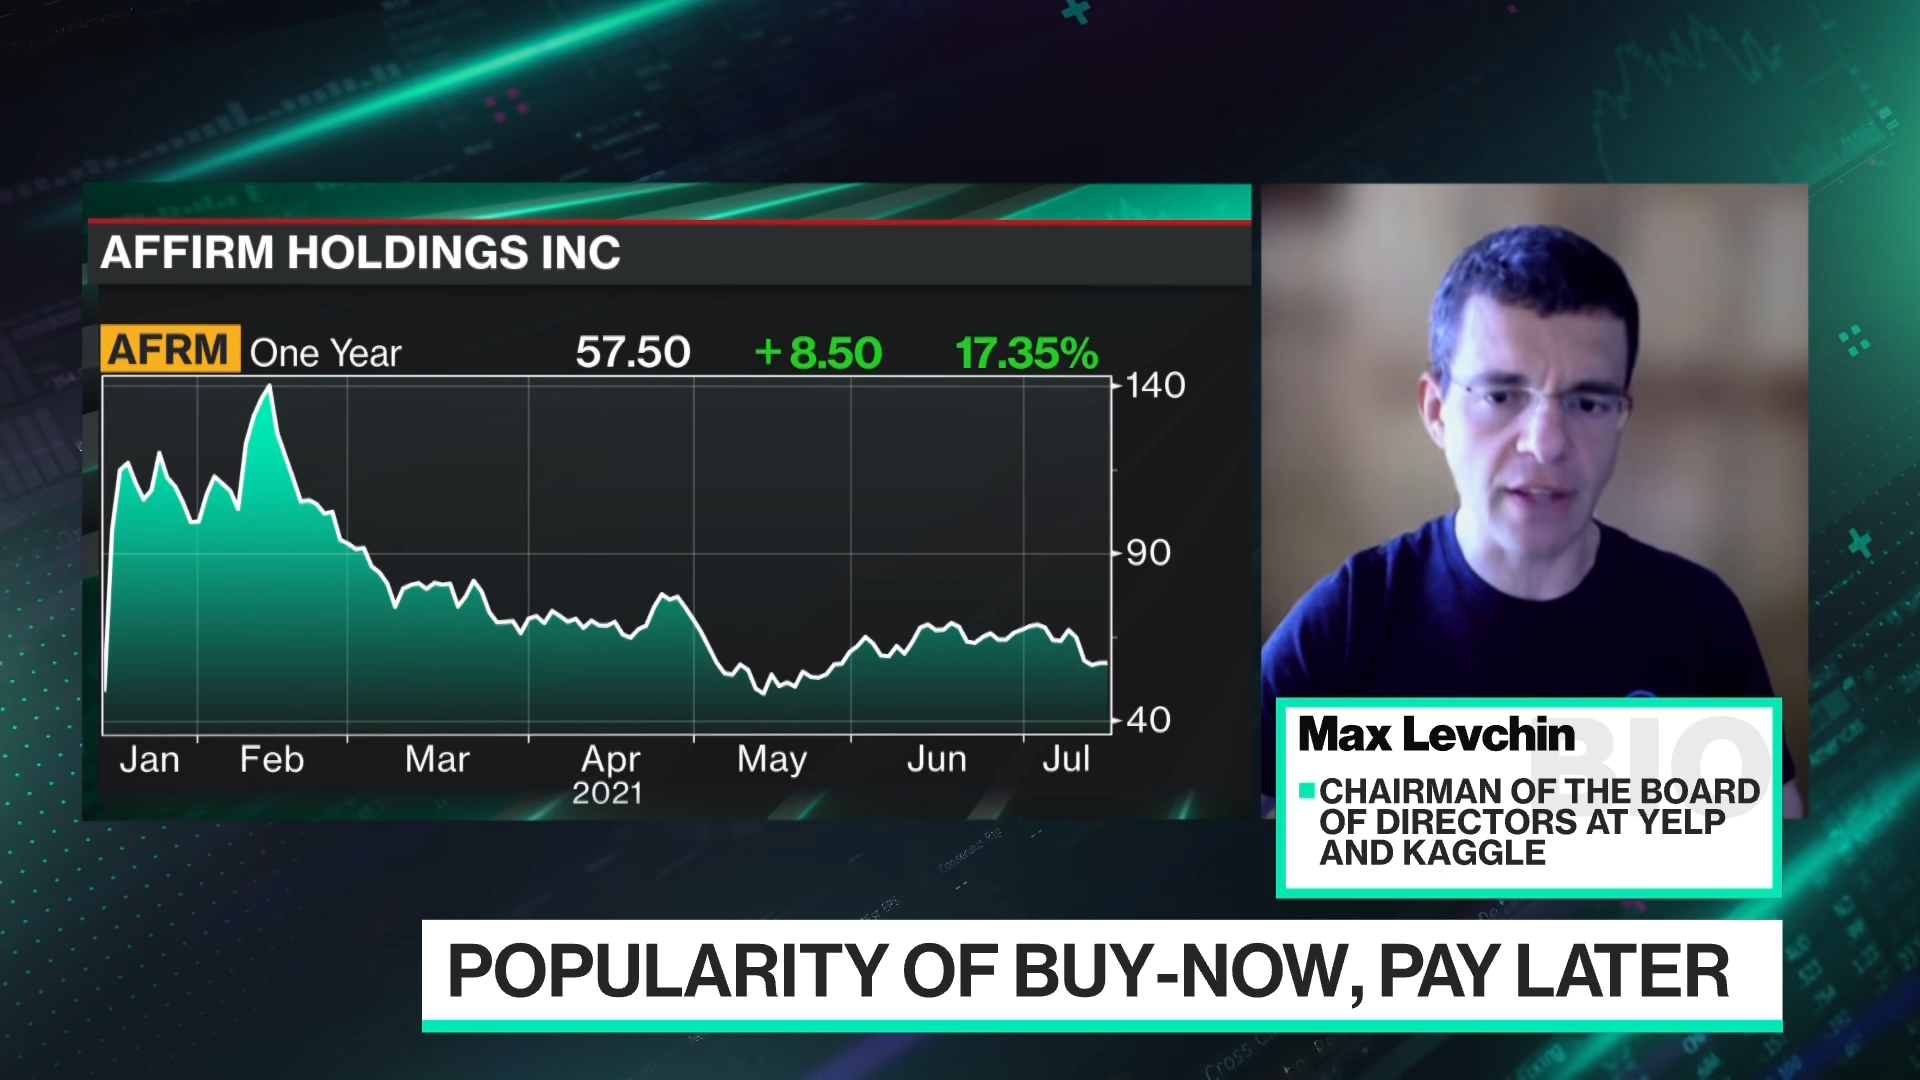 AFFIRM HOLDINGS INC
AFRM One Year 57.50 +8.50 17.35%
140
90
40
Jan Feb Mar Apr May Jun Jul
2021
BIO
Max Levchin
CHAIRMAN OF THE BOARD
OF DIRECTORS AT YELP
AND KAGGLE
POPULARITY OF BUY-NOW, PAY LATER